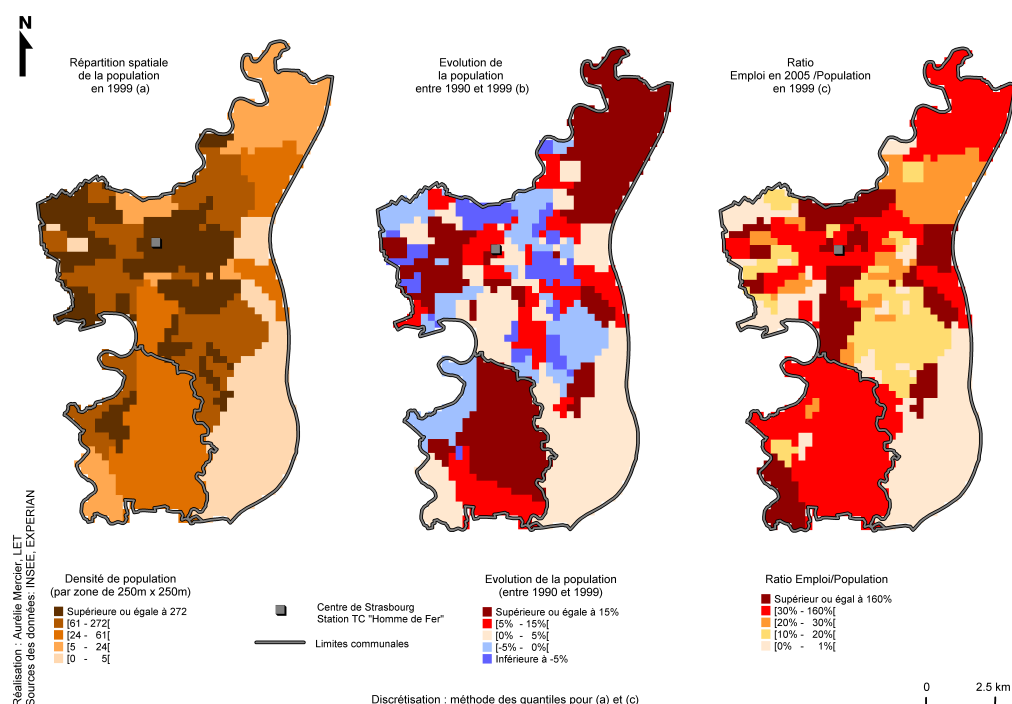 N
Répartition spatiale
de la population
en 1999 (a)
Evolution de
la population
entre 1990 et 1999 (b)
Ratio
Emploi en 2005 /Population
en 1999 (c)
Réalisation : Aurélie Mercier, LET
Sources des données: INSEE, EXPERIAN
Densité de population
(par zone de 250m x 250m)
Supérieure ou égale à 272
[61 - 272[
[24 - 61[
[5 - 24[
[0 - 5[
Centre de Strasbourg
Station TC "Homme de Fer"
Limites communales
Evolution de la population
(entre 1990 et 1999)
Supérieure ou égale à 15%
[5% - 15%[
[0% - 5%[
[-5% - 0%[
Inférieure à -5%
Ratio Emploi/Population
Supérieur ou égal à 160%
[30% - 160%[
[20% - 30%[
[10% - 20%[
[0% - 1%[
Discrétisation : méthode des quantiles pour (a) et (c)
0 2.5 km